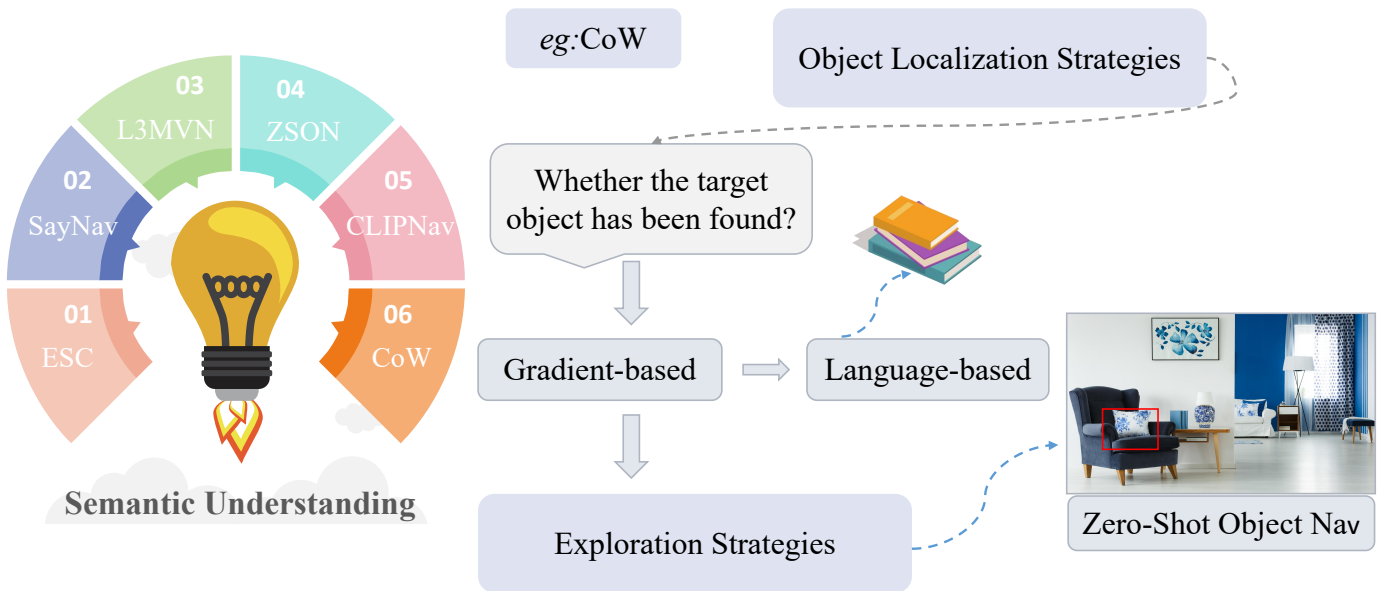 03
L3MVN
04
ZSON
02
SayNav
05
CLIPNav
01
ESC
06
CoW
Semantic Understanding
eg:CoW
Object Localization Strategies
Whether the target
object has been found?
Gradient-based
Language-based
Exploration Strategies
Zero-Shot Object Nav